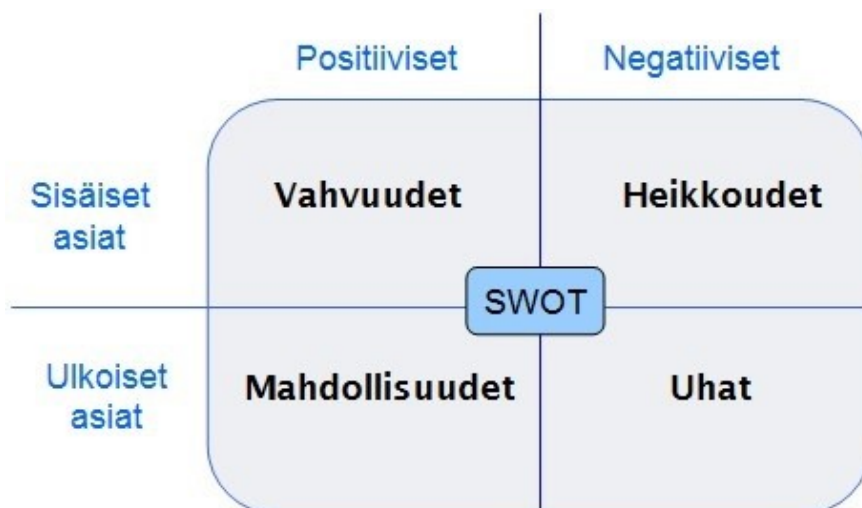 Positiiviset
Negatiiviset
Sisäiset
asiat
Vahvuudet
Heikkoudet
SWOT
Ulkoiset
asiat
Mahdollisuudet
Uhat